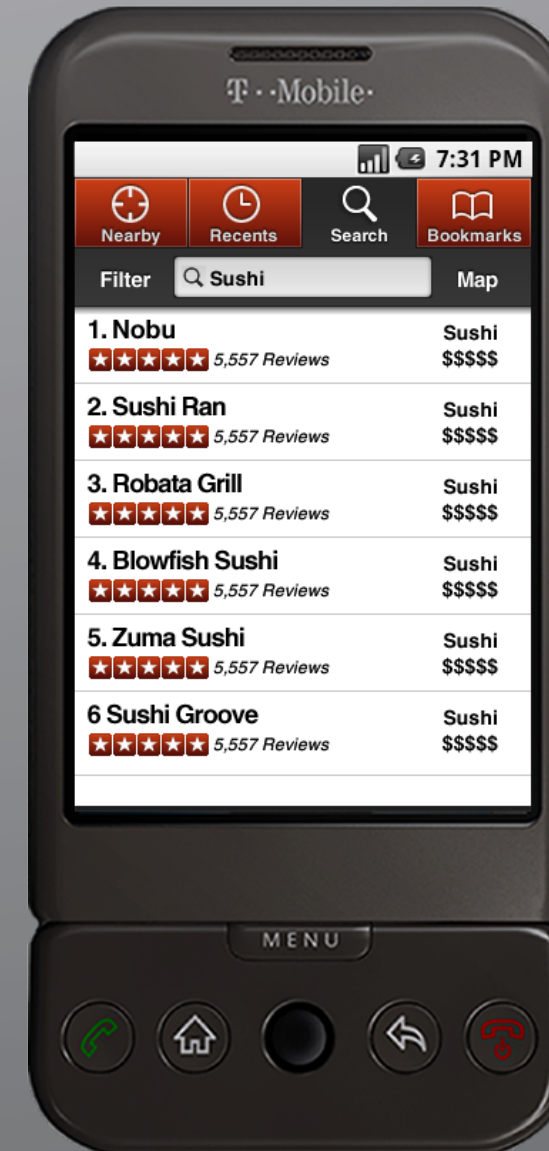 T··Mobile·
7:31 PM
Nearby Recents Search Bookmarks
Filter Sushi Map
1. Nobu Sushi
5,557 Reviews $$$$$
2. Sushi Ran Sushi
5,557 Reviews $$$$$
3. Robata Grill Sushi
5,557 Reviews $$$$$
4. Blowfish Sushi Sushi
5,557 Reviews $$$$$
5. Zuma Sushi Sushi
5,557 Reviews $$$$$
6 Sushi Groove Sushi
5,557 Reviews $$$$$
MENU